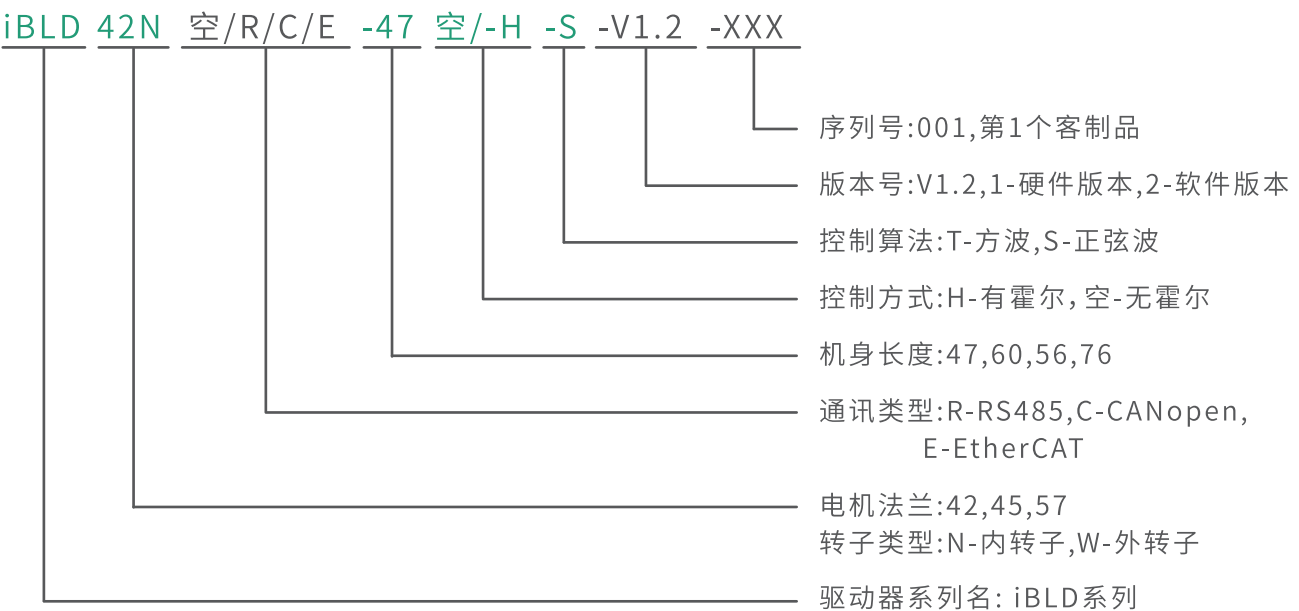 iBLD 42N 空/R/C/E -47 空/-H -S -V1.2 -XXX
序列号:001,第1个客制品
版本号:V1.2,1-硬件版本,2-软件版本
控制算法:T-方波,S-正弦波
控制方式:H-有霍尔，空-无霍尔
机身长度:47,60,56,76
通讯类型:R-RS485,C-CANopen,
E-EtherCAT
电机法兰:42,45,57
转子类型:N-内转子,W-外转子
驱动器系列名: iBLD系列